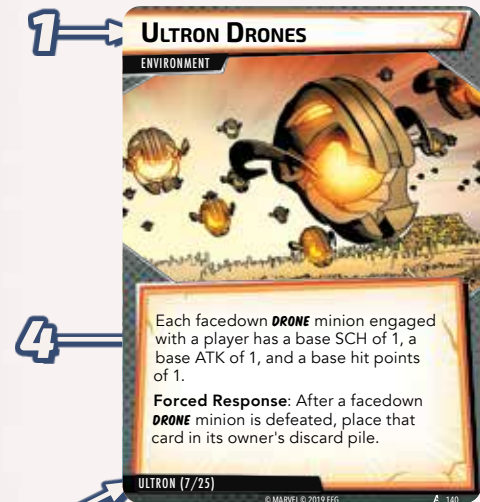 1
ULTRON DRONES
ENVIRONMENT
4
Each facedown DRONE minion engaged
with a player has a base SCH of 1, a
base ATK of 1, and a base hit points
of 1.
Forced Response: After a facedown
DRONE minion is defeated, place that
card in its owner's discard pile.
ULTRON (7/25)
© MARVEL © 2019 FFG
140